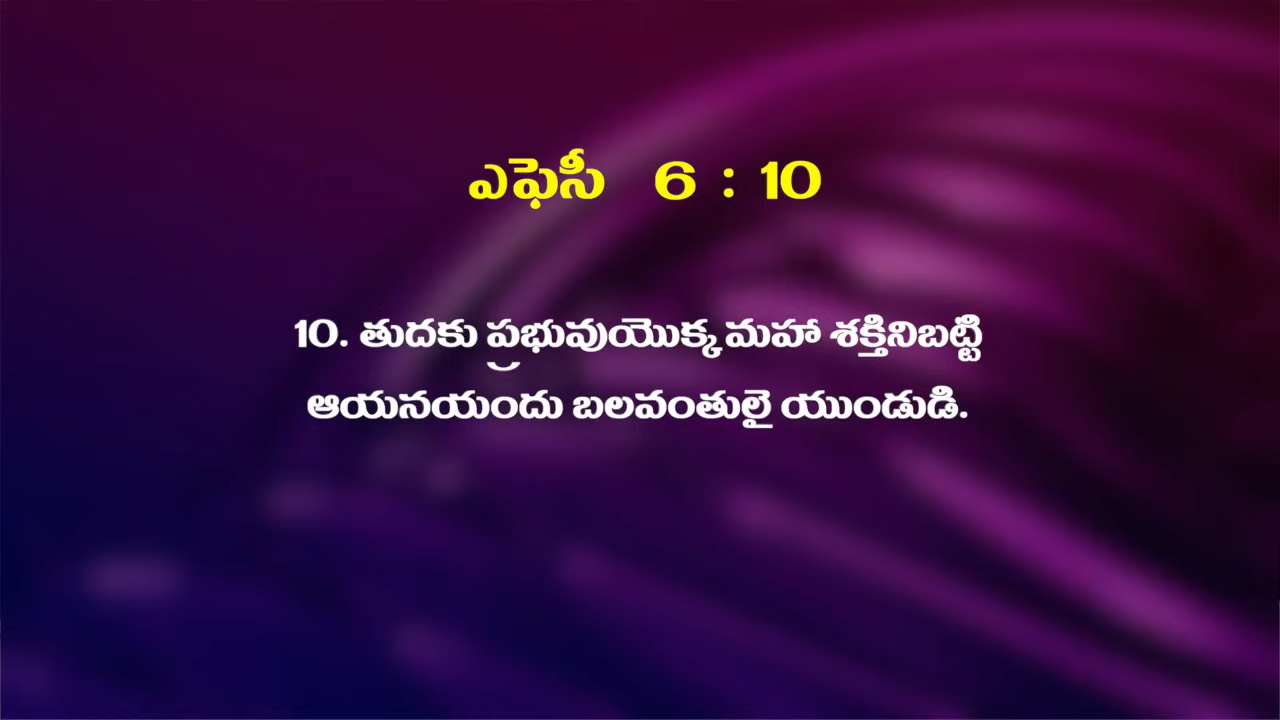 ఎఫెసీ 6 : 10
10. తుదకు ప్రభువుయొక్క మహా శక్తినిబట్టి
ఆయనయందు బలవంతులై యుండుడి.